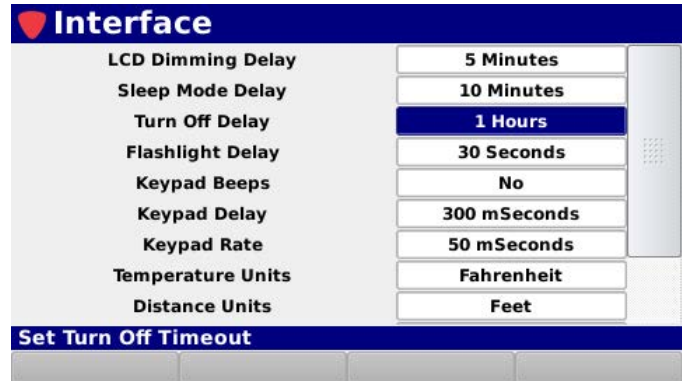 Interface
LCD Dimming Delay 5 Minutes
Sleep Mode Delay 10 Minutes
Turn Off Delay 1 Hours
Flashlight Delay 30 Seconds
Keypad Beeps No
Keypad Delay 300 mSeconds
Keypad Rate 50 mSeconds
Temperature Units Fahrenheit
Distance Units Feet
Set Turn Off Timeout